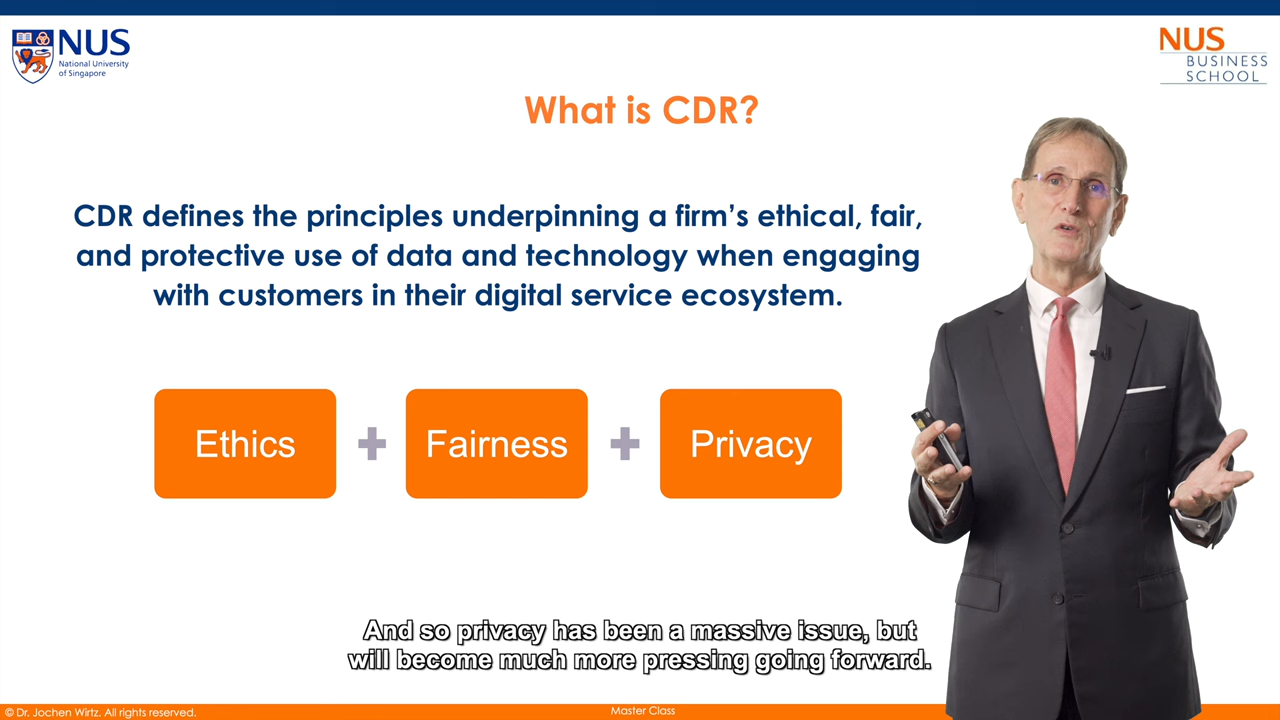 NUS
National University
of Singapore
NUS
BUSINESS
SCHOOL
What is CDR?
CDR defines the principles underpinning a firm’s ethical, fair,
and protective use of data and technology when engaging
with customers in their digital service ecosystem.
Ethics + Fairness + Privacy
And so privacy has been a massive issue, but
will become much more pressing going forward.
© Dr. Jochen Wirtz. All rights reserved.
Master Class